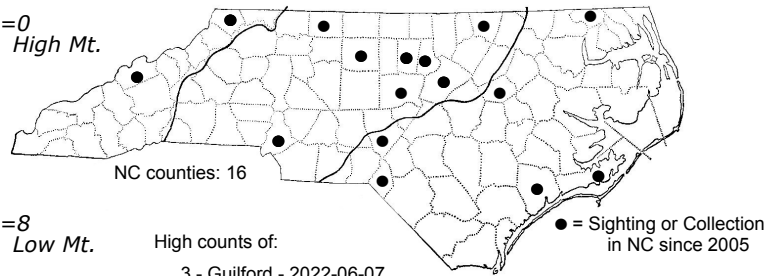 =0
High Mt.
NC counties: 16
=8
Low Mt.
High counts of:
3 - Guilford - 2022-06-07
● = Sighting or Collection
in NC since 2005